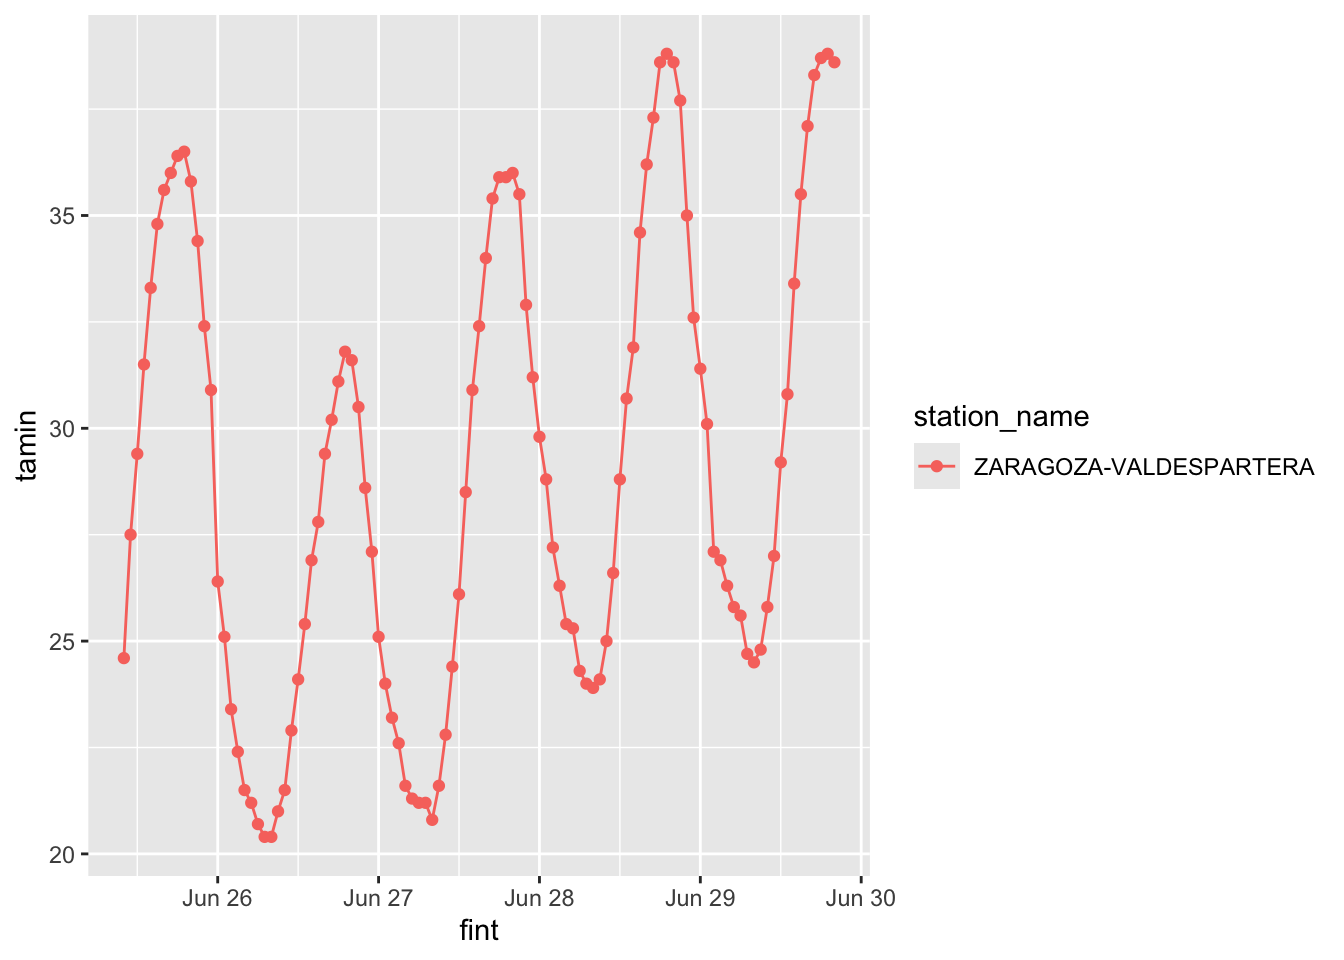 tamin
35
30
25
20
Jun 26
Jun 27
Jun 28
Jun 29
Jun 30
fint
station_name
ZARAGOZA-VALDESPARTERA